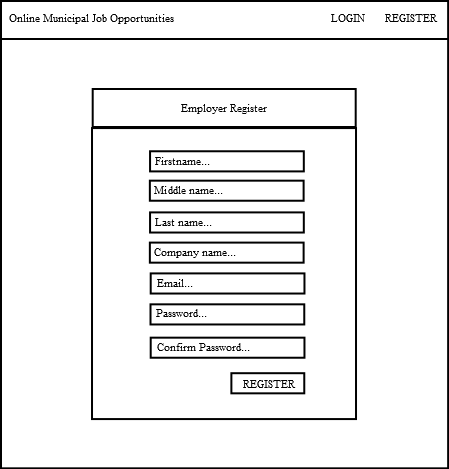 Online Municipal Job Opportunities LOGIN REGISTER
Employer Register
Firstname...
Middle name...
Last name...
Company name...
Email...
Password...
Confirm Password...
REGISTER